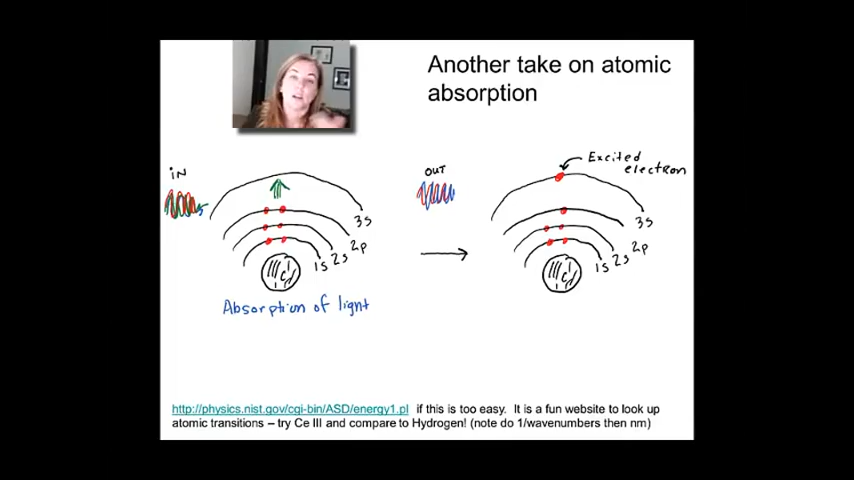 Another take on atomic
absorption
IN
OUT
Excited
electron
3s
2p
2s
1s
3s
2p
2s
1s
Absorption of light
http://physics.nist.gov/cgi-bin/ASD/energy1.pl if this is too easy. It is a fun website to look up
atomic transitions – try Ce III and compare to Hydrogen! (note do 1/wavenumbers then nm)